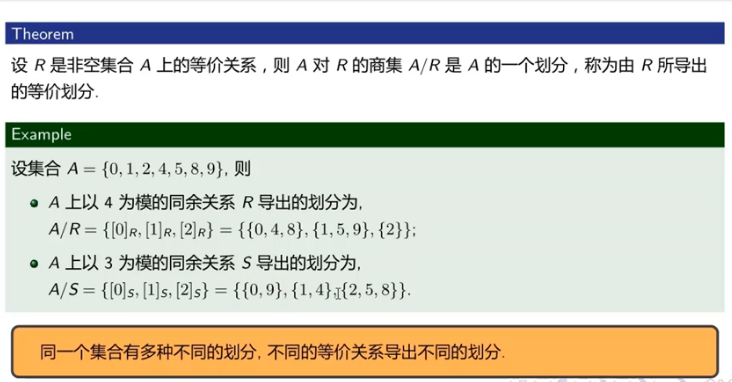 Theorem
设 R 是非空集合 A 上的等价关系，则 A 对 R 的商集 A/R 是 A 的一个划分，称为由 R 所导出
的等价划分.
Example
设集合 A = {0, 1, 2, 4, 5, 8, 9}, 则
A 上以 4 为模的同余关系 R 导出的划分为,
A/R = {[0]R, [1]R, [2]R} = {{0, 4, 8}, {1, 5, 9}, {2}};
A 上以 3 为模的同余关系 S 导出的划分为,
A/S = {[0]S, [1]S, [2]S} = {{0, 9}, {1, 4}, {2, 5, 8}}.
同一个集合有多种不同的划分, 不同的等价关系导出不同的划分.